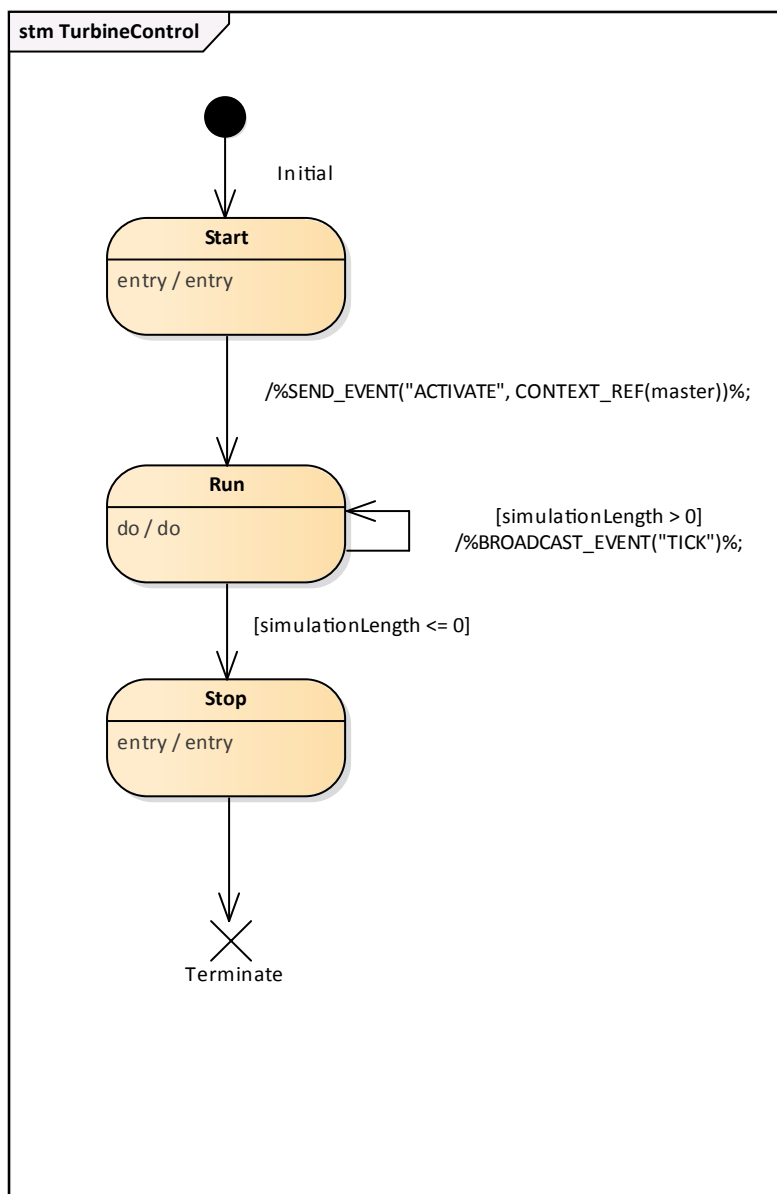 stm TurbineControl
Initial
Start
entry / entry
/%SEND_EVENT("ACTIVATE", CONTEXT_REF(master))%;
Run
do / do
[simulationLength > 0]
/%BROADCAST_EVENT("TICK")%;
[simulationLength <= 0]
Stop
entry / entry
Terminate